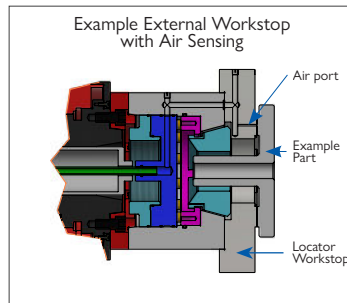 Example External Workstop
with Air Sensing
Air port
Example
Part
Locator
Workstop